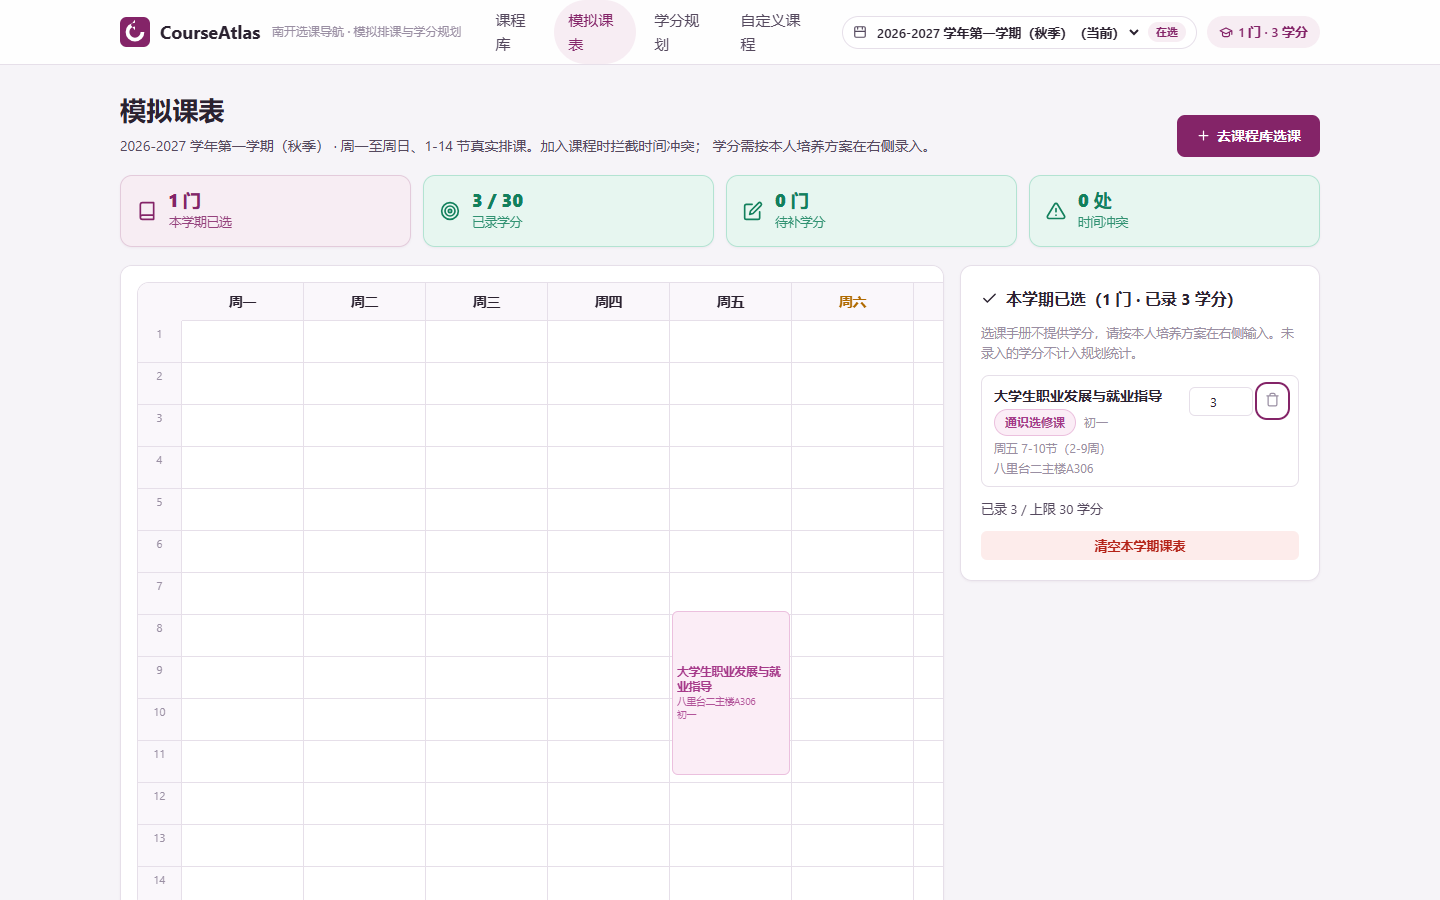 CourseAtlas 南开选课导航 · 模拟排课与学分规划
课程库
模拟课表
学分规划
自定义课程
2026-2027 学年第一学期（秋季）（当前） 在选
1 门 · 3 学分
模拟课表
2026-2027 学年第一学期（秋季） · 周一至周日、1-14 节真实排课。加入课程时拦截时间冲突； 学分需按本人培养方案在右侧录入。
去课程库选课
1 门
本学期已选
3 / 30
已录学分
0 门
待补学分
0 处
时间冲突
周一 周二 周三 周四 周五 周六
1
2
3
4
5
6
7
8
9
10
11
12
13
14
大学生职业发展与就
业指导
八里台二主楼A306
初一
本学期已选（1 门 · 已录 3 学分）
选课手册不提供学分，请按本人培养方案在右侧输入。未
录入的学分不计入规划统计。
大学生职业发展与就业指导 3
通识选修课 初一
周五 7-10节（2-9周）
八里台二主楼A306
已录 3 / 上限 30 学分
清空本学期课表